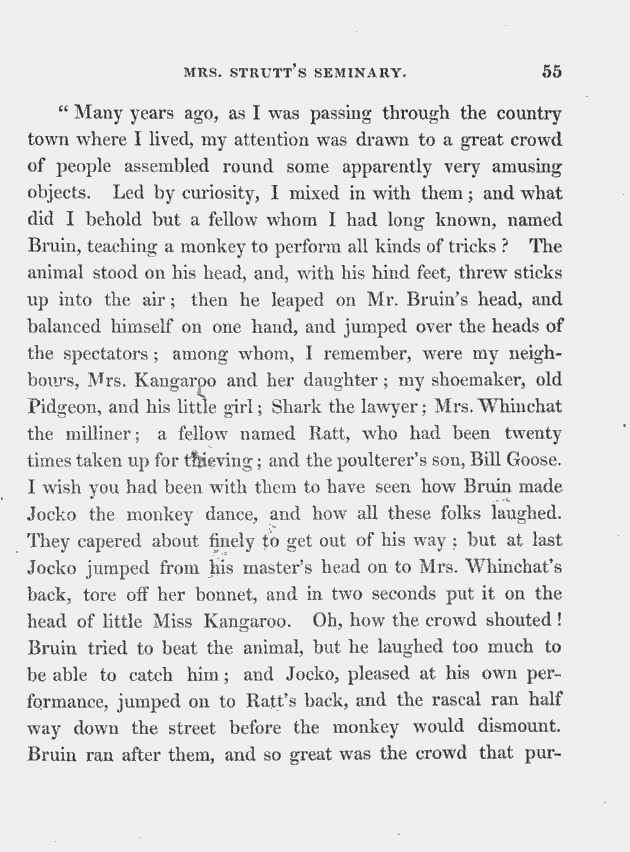 MRS. STRUTT'S SEMINARY. 55
“ Many years ago, as I was passing through the country
town where I lived, my attention was drawn to a great crowd
of people assembled round some apparently very amusing
objects. Led by curiosity, I mixed in with them ; and what
did I behold but a fellow whom I had long known, named
Bruin, teaching a monkey to perform all kinds of tricks ? The
animal stood on his head, and, with his hind feet, threw sticks
up into the air ; then he leaped on Mr. Bruin's head, and
balanced himself on one hand, and jumped over the heads of
the spectators ; among whom, I remember, were my neigh-
bours, Mrs. Kangaroo and her daughter ; my shoemaker, old
Pidgeon, and his little girl ; Shark the lawyer ; Mrs. Whinchat
the milliner ; a fellow named Ratt, who had been twenty
times taken up for thieving ; and the poulterer's son, Bill Goose.
I wish you had been with them to have seen how Bruin made
Jocko the monkey dance, and how all these folks laughed.
They capered about finely to get out of his way ; but at last
Jocko jumped from his master's head on to Mrs. Whinchat's
back, tore off her bonnet, and in two seconds put it on the
head of little Miss Kangaroo. Oh, how the crowd shouted !
Bruin tried to beat the animal, but he laughed too much to
be able to catch him ; and Jocko, pleased at his own per-
formance, jumped on to Ratt's back, and the rascal ran half
way down the street before the monkey would dismount.
Bruin ran after them, and so great was the crowd that pur-